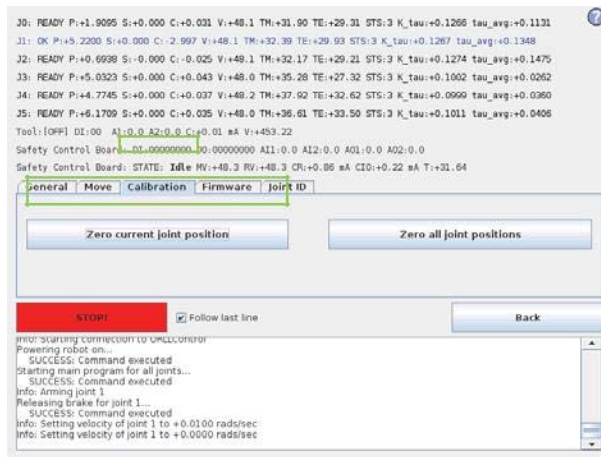 J0: READY P:+1.9095 S:+0.000 C:+0.031 V:+48.1 TM:+31.90 TE:+29.31 STS:3 K_tau:+0.1266 tau_avg:+0.1131
J1: OK P:+5.2200 S:+0.000 C:-2.997 V:+48.1 TM:+32.39 TE:+29.93 STS:3 K_tau:+0.1267 tau_avg:+0.1348
J2: READY P:+0.6938 S:-0.000 C:-0.025 V:+48.1 TM:+32.17 TE:+29.21 STS:3 K_tau:+0.1274 tau_avg:+0.1475
J3: READY P:+5.0323 S:+0.000 C:+0.043 V:+48.0 TM:+35.28 TE:+27.32 STS:3 K_tau:+0.1002 tau_avg:+0.0262
J4: READY P:+4.7745 S:+0.000 C:+0.037 V:+48.0 TM:+37.92 TE:+32.62 STS:3 K_tau:+0.0999 tau_avg:+0.0360
J5: READY P:+6.1709 S:+0.000 C:+0.035 V:+48.0 TM:+36.61 TE:+33.50 STS:3 K_tau:+0.1011 tau_avg:+0.0406
Tool:[OFF] DI:00 A1:0.0 A2:0.0 C:+0.01 mA V:+453.22
Safety Control Board: DI:00000000 DO:00000000 AI1:0.0 AI2:0.0 AO1:0.0 AO2:0.0
Safety Control Board: STATE: Idle MV:+48.3 RV:+48.3 CR:+0.86 mA CIO:+0.22 mA T:+31.64
General Move Calibration Firmware Joint ID
Zero current joint position Zero all joint positions
STOP! Follow last line Back
Info: Starting connection to URLLControl
Powering robot on...
SUCCESS: Command executed
Starting main program for all joints...
SUCCESS: Command executed
Info: Arming joint 1
Releasing brake for joint 1...
SUCCESS: Command executed
Info: Setting velocity of joint 1 to +0.0100 rads/sec
Info: Setting velocity of joint 1 to +0.0000 rads/sec